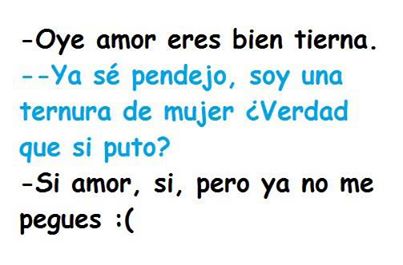 -Oye amor eres bien tierna.
--Ya sé pendejo, soy una
ternura de mujer ¿Verdad
que si puto?
-Si amor, si, pero ya no me
pegues :(